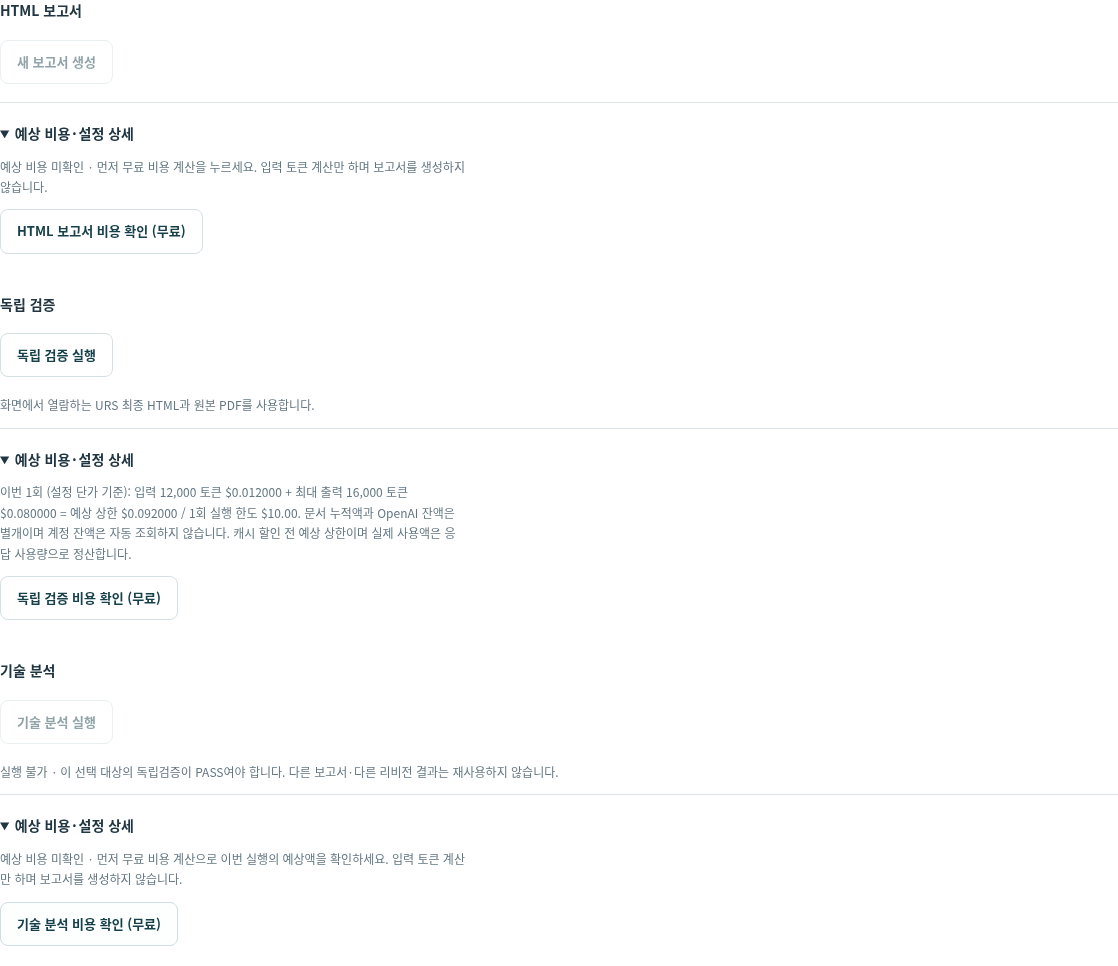 HTML 보고서
새 보고서 생성
▼ 예상 비용·설정 상세
예상 비용 미확인 · 먼저 무료 비용 계산을 누르세요. 입력 토큰 계산만 하며 보고서를 생성하지
않습니다.
HTML 보고서 비용 확인 (무료)
독립 검증
독립 검증 실행
화면에서 열람하는 URS 최종 HTML과 원본 PDF를 사용합니다.
▼ 예상 비용·설정 상세
이번 1회 (설정 단가 기준): 입력 12,000 토큰 $0.012000 + 최대 출력 16,000 토큰
$0.080000 = 예상 상한 $0.092000 / 1회 실행 한도 $10.00. 문서 누적액과 OpenAI 잔액은
별개이며 계정 잔액은 자동 조회하지 않습니다. 캐시 할인 전 예상 상한이며 실제 사용액은 응
답 사용량으로 정산합니다.
독립 검증 비용 확인 (무료)
기술 분석
기술 분석 실행
실행 불가 · 이 선택 대상의 독립검증이 PASS여야 합니다. 다른 보고서·다른 리비전 결과는 재사용하지 않습니다.
▼ 예상 비용·설정 상세
예상 비용 미확인 · 먼저 무료 비용 계산으로 이번 실행의 예상액을 확인하세요. 입력 토큰 계산
만 하며 보고서를 생성하지 않습니다.
기술 분석 비용 확인 (무료)